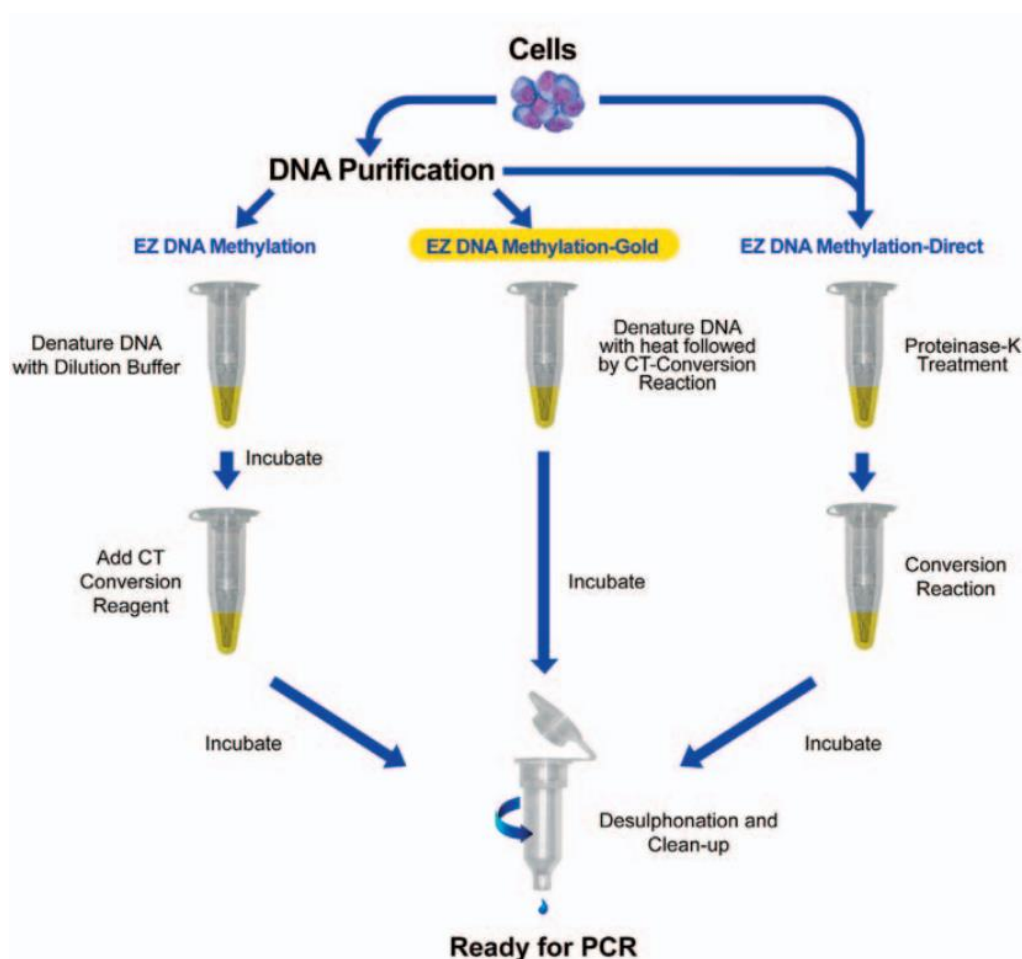 Cells
DNA Purification
EZ DNA Methylation
EZ DNA Methylation-Gold
EZ DNA Methylation-Direct
Denature DNA
with Dilution Buffer
Denature DNA
with heat followed
by CT-Conversion
Reaction
Proteinase-K
Treatment
Incubate
Add CT
Conversion
Reagent
Incubate
Conversion
Reaction
Incubate
Incubate
Desulphonation and
Clean-up
Ready for PCR